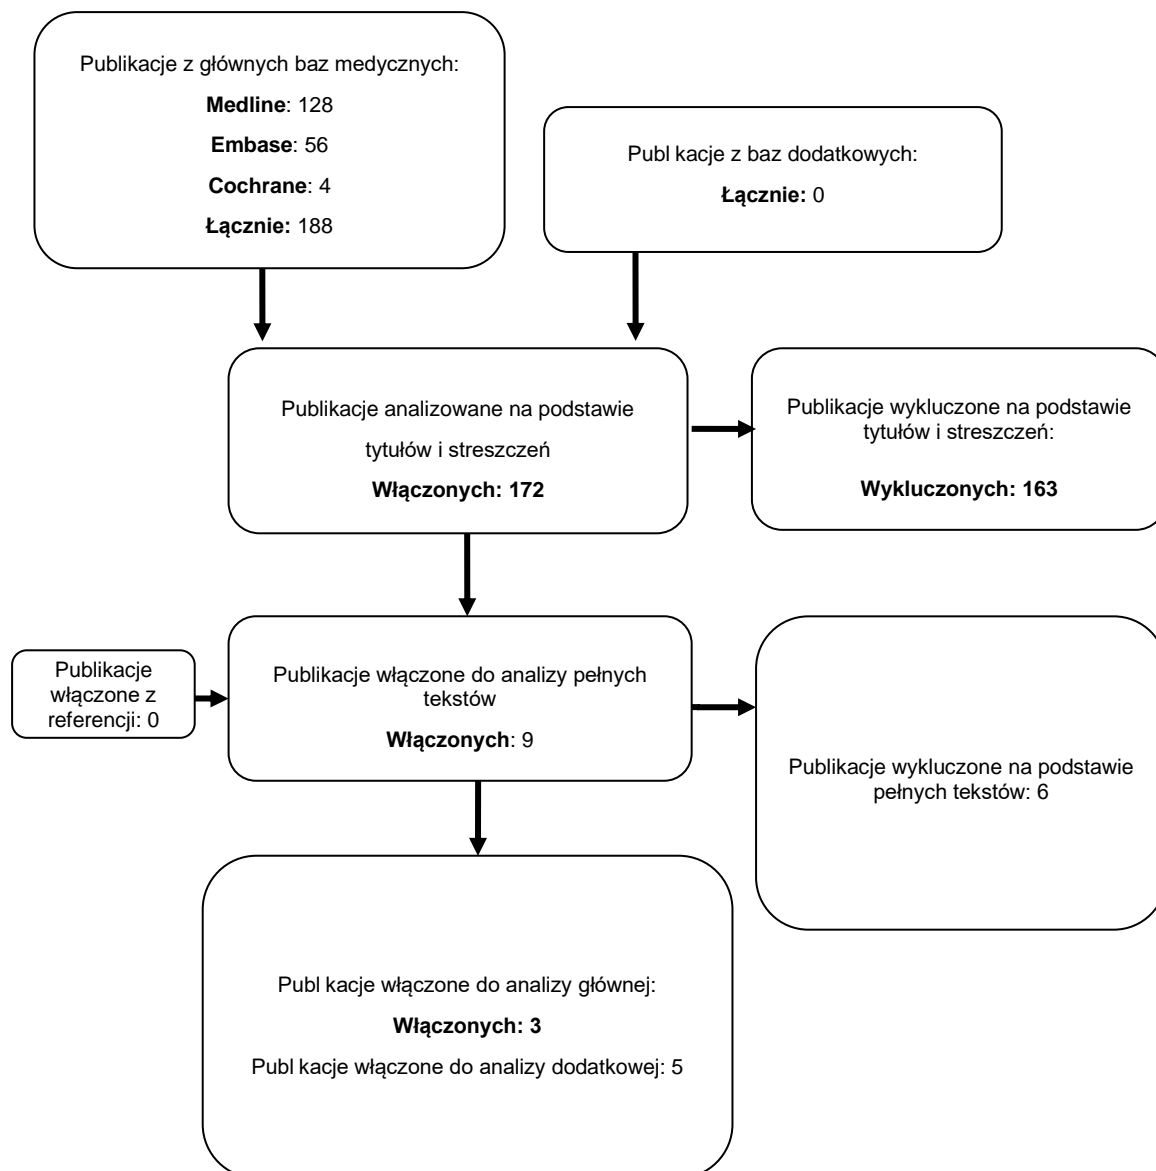 Publikacje z głównych baz medycznych:
Medline: 128
Embase: 56
Cochrane: 4
Łącznie: 188
Publ kacje z baz dodatkowych:
Łącznie: 0
Publikacje analizowane na podstawie
tytułów i streszczeń
Włączonych: 172
Publikacje wykluczone na podstawie
tytułów i streszczeń:
Wykluczonych: 163
Publikacje
włączone z
referencji: 0
Publikacje włączone do analizy pełnych
tekstów
Włączonych: 9
Publikacje wykluczone na podstawie
pełnych tekstów: 6
Publ kacje włączone do analizy głównej:
Włączonych: 3
Publ kacje włączone do analizy dodatkowej: 5